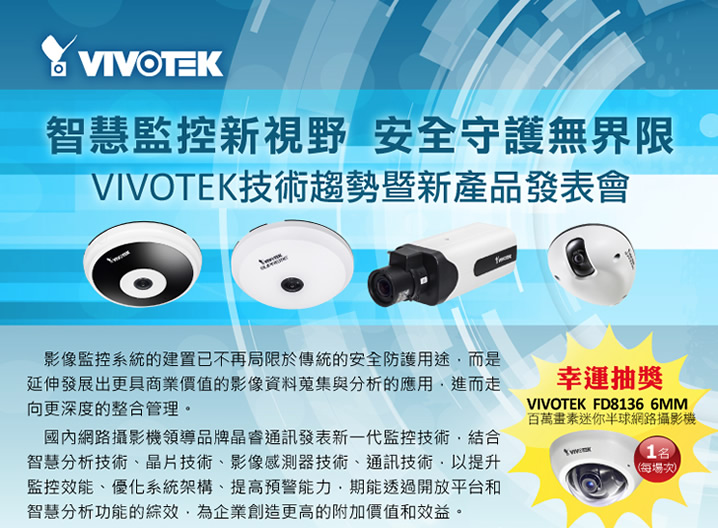 VIVOTEK
智慧監控新視野 安全守護無界限
VIVOTEK技術趨勢暨新產品發表會
VIVOTEK
VIVOTEK
SUPREME
VIVOTEK
影像監控系統的建置已不再局限於傳統的安全防護用途，而是
延伸發展出更具商業價值的影像資料蒐集與分析的應用，進而走
向更深度的整合管理。
國內網路攝影機領導品牌晶睿通訊發表新一代監控技術，結合
智慧分析技術、晶片技術、影像感測器技術、通訊技術，以提升
監控效能、優化系統架構、提高預警能力，期能透過開放平台和
智慧分析功能的綜效，為企業創造更高的附加價值和效益。
幸運抽獎
VIVOTEK FD8136 6MM
百萬畫素迷你半球網路攝影機
VIVOTEK
1名
(每場次)